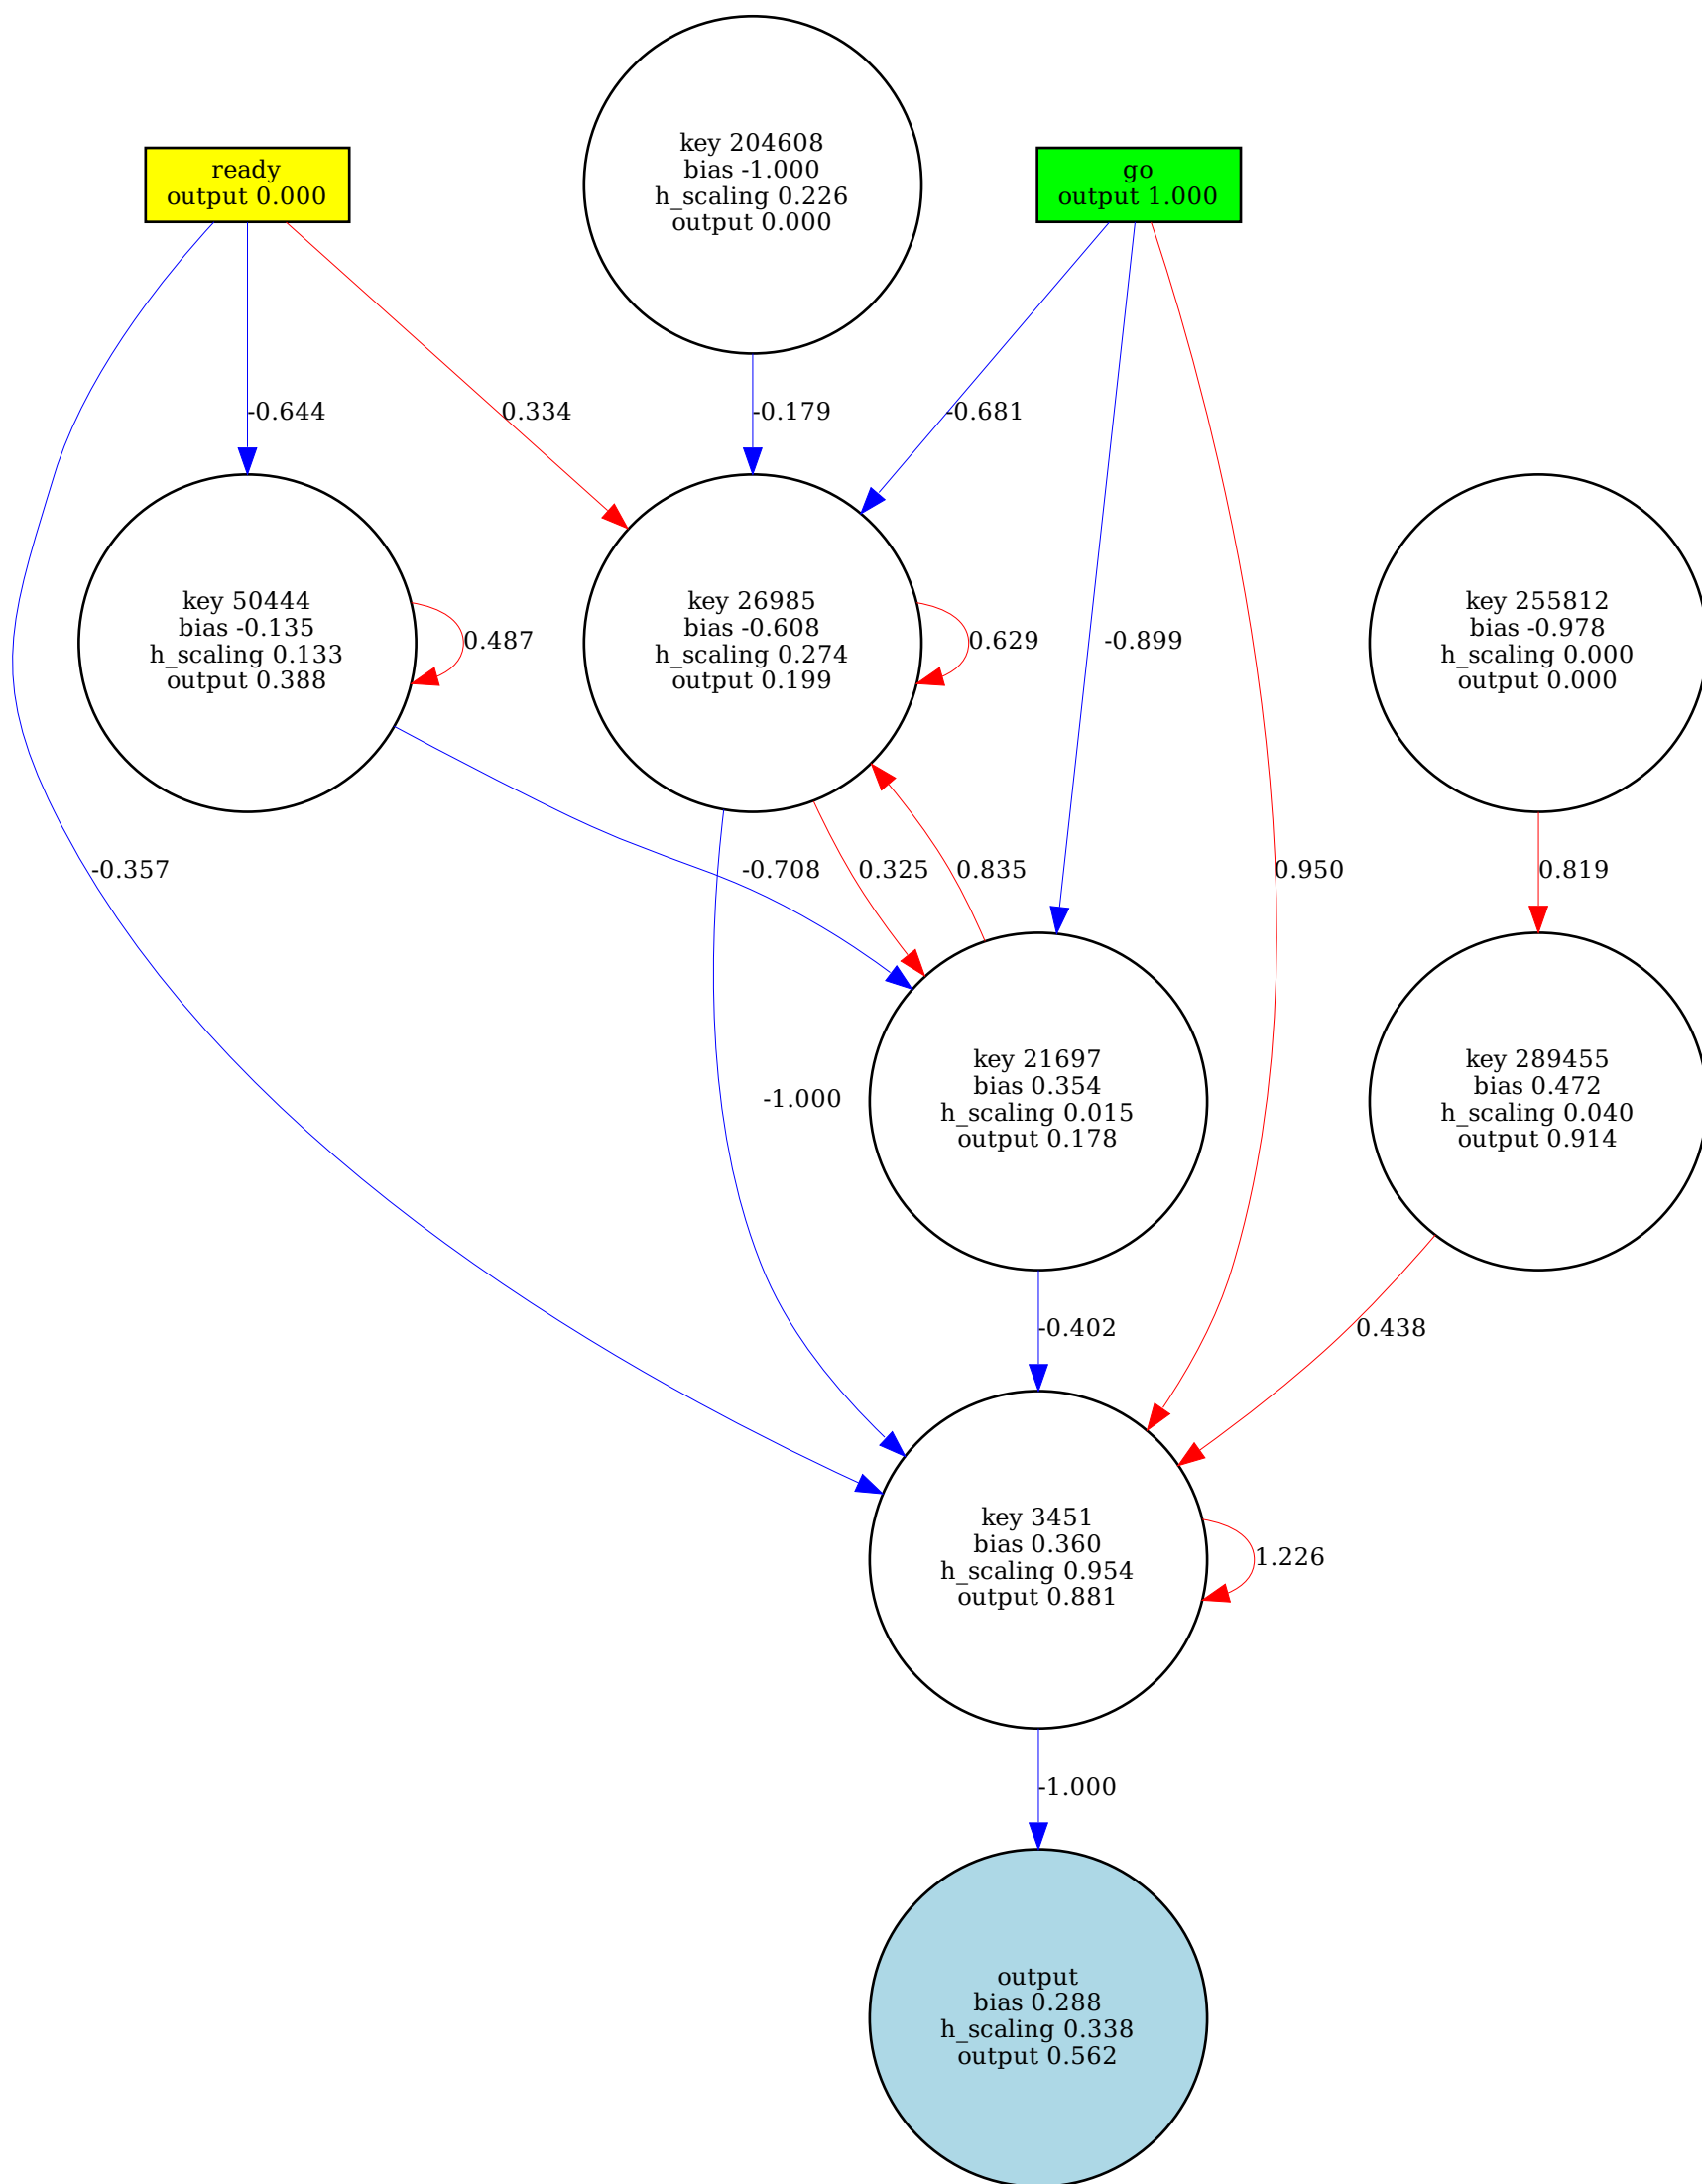 key 204608
bias -1.000
h_scaling 0.226
output 0.000
ready
output 0.000
go
output 1.000
-0.644
0.334
-0.179
-0.681
key 50444
bias -0.135
h_scaling 0.133
output 0.388
0.487
key 26985
bias -0.608
h_scaling 0.274
output 0.199
0.629
-0.899
key 255812
bias -0.978
h_scaling 0.000
output 0.000
-0.357
-0.708
0.325
0.835
0.950
0.819
-1.000
key 21697
bias 0.354
h_scaling 0.015
output 0.178
key 289455
bias 0.472
h_scaling 0.040
output 0.914
-0.402
0.438
key 3451
bias 0.360
h_scaling 0.954
output 0.881
1.226
-1.000
output
bias 0.288
h_scaling 0.338
output 0.562